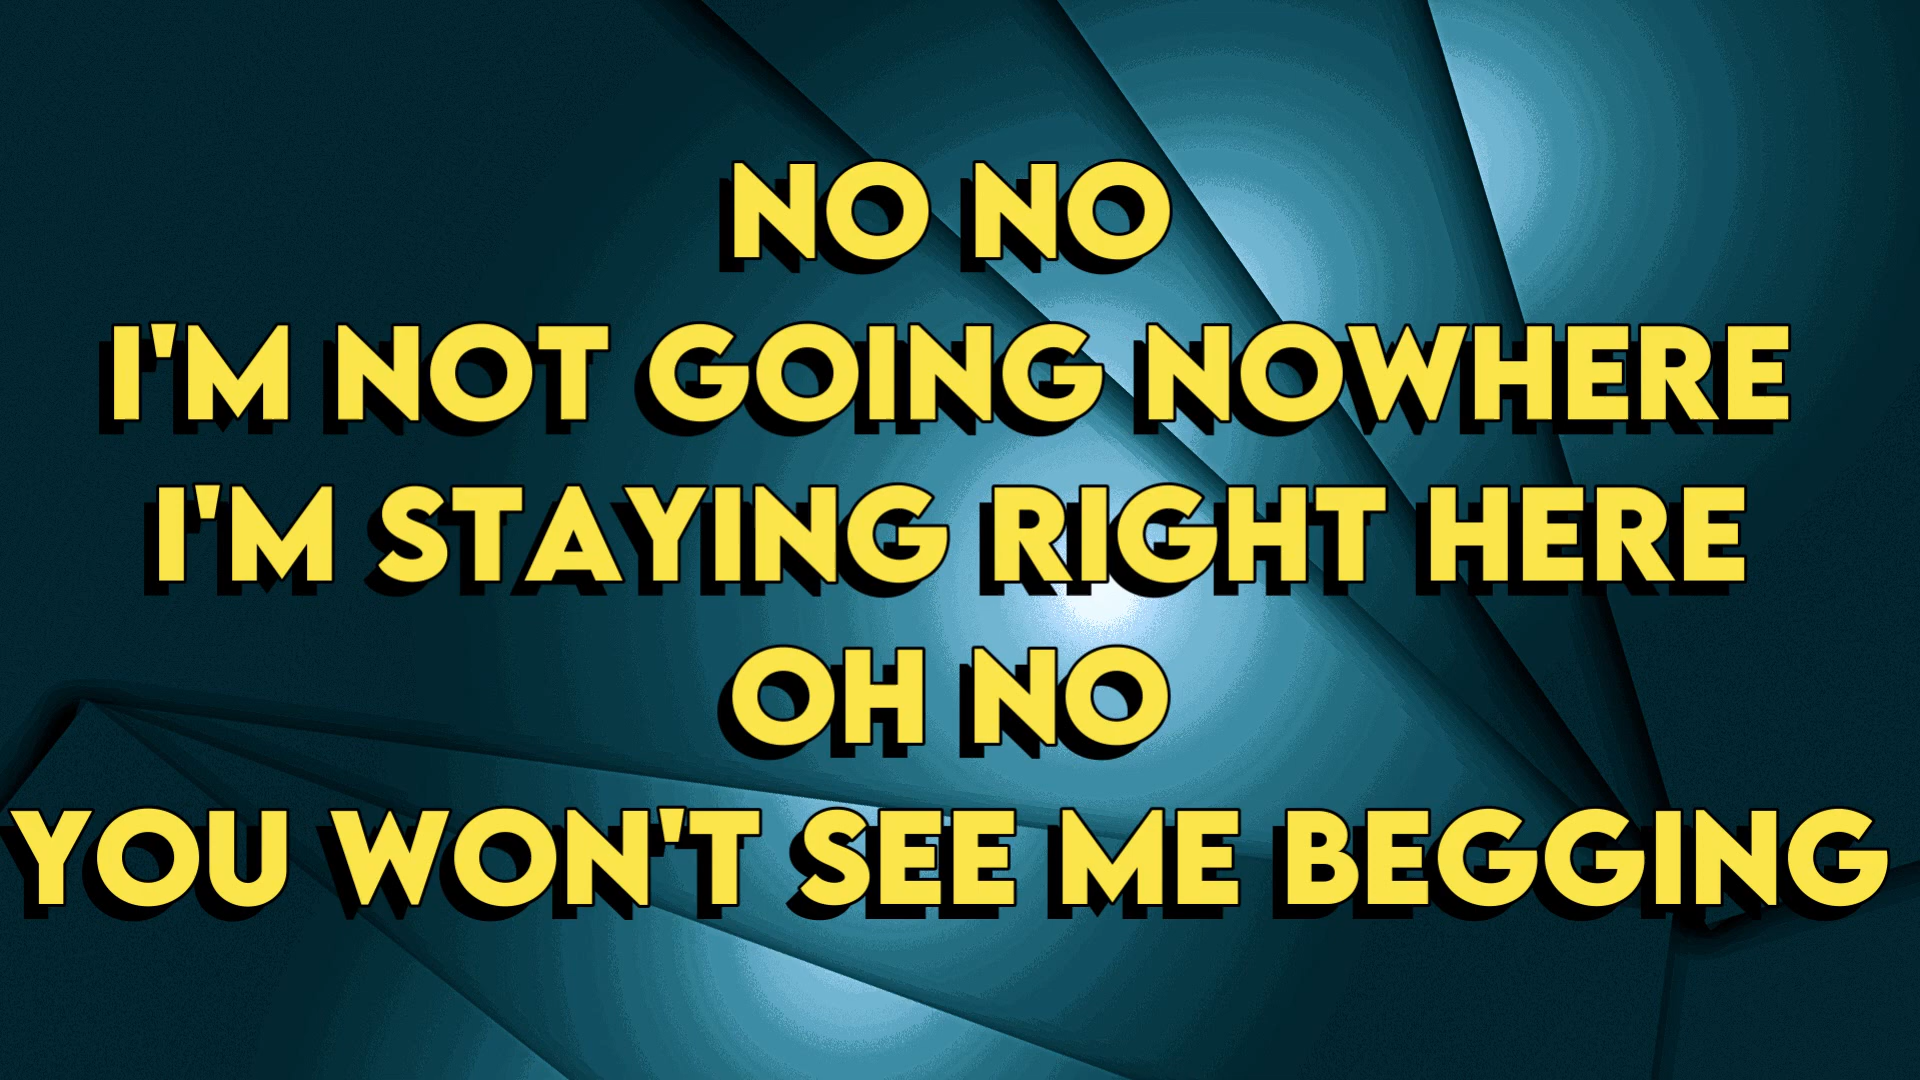 NO NO
I'M NOT GOING NOWHERE
I'M STAYING RIGHT HERE
OH NO
YOU WON'T SEE ME BEGGING